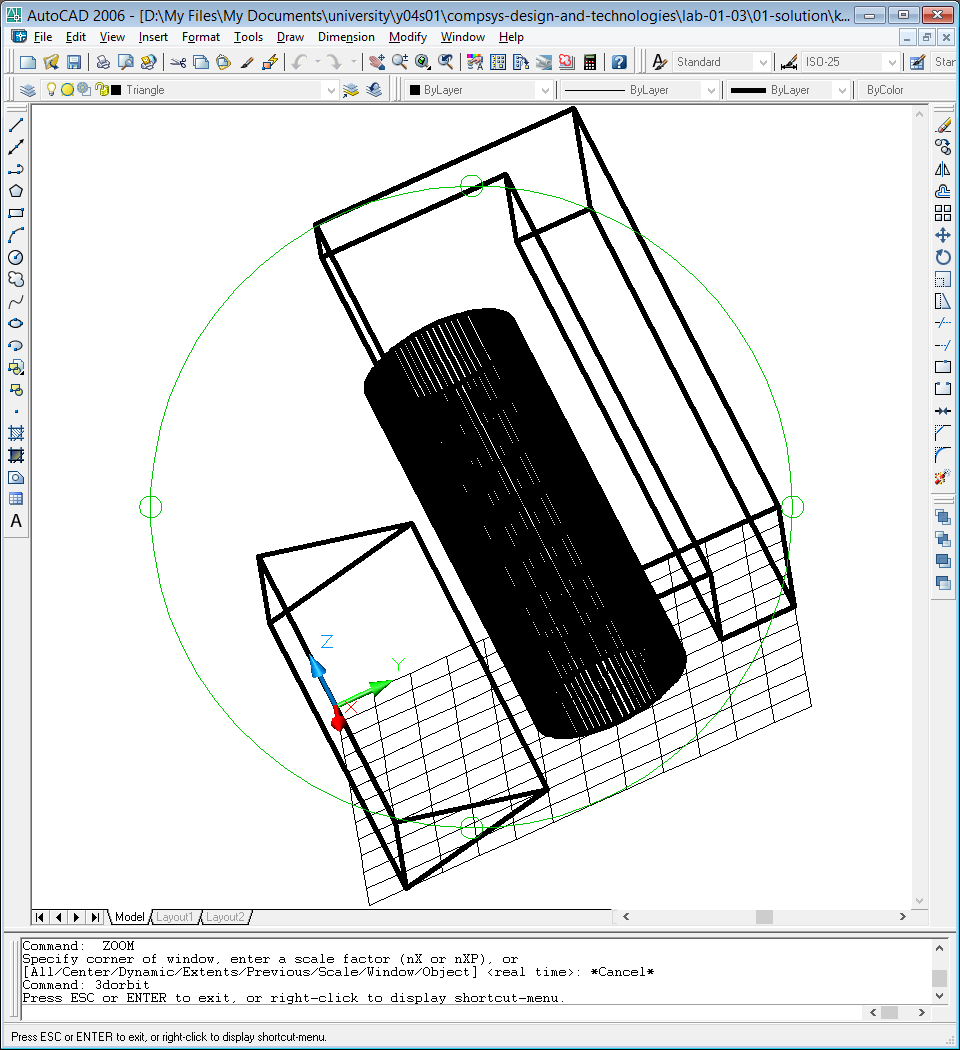 AutoCAD 2006 - [D:\My Files\My Documents\university\y04s01\compsys-design-and-technologies\lab-01-03\01-solution\k...
File Edit View Insert Format Tools Draw Dimension Modify Window Help
Standard ISO-25 Star
Triangle ByLayer ByLayer ByLayer ByColor
A
Z
Y
X
Model Layout1 Layout2
Command:  ZOOM
Specify corner of window, enter a scale factor (nX or nXP), or
[All/Center/Dynamic/Extents/Previous/Scale/Window/Object] <real time>: *Cancel*
Command: 3dorbit
Press ESC or ENTER to exit, or right-click to display shortcut-menu.
Press ESC or ENTER to exit, or right-click to display shortcut-menu.